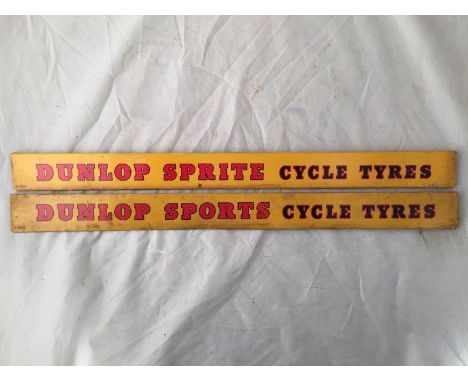 DUNLOP SPRITE CYCLE TYRES
DUNLOP SPORTS CYCLE TYRES